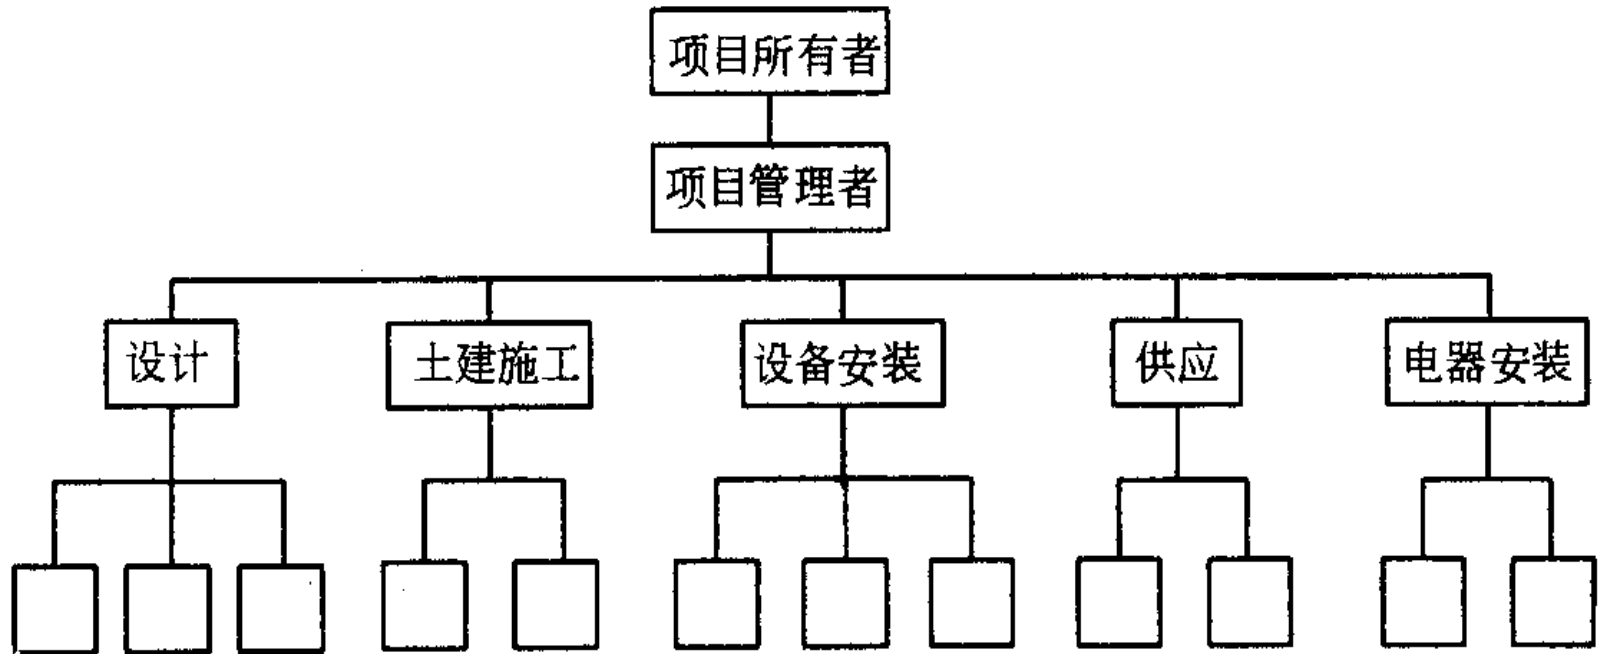 项目所有者
项目管理者
设计
土建施工
设备安装
供应
电器安装